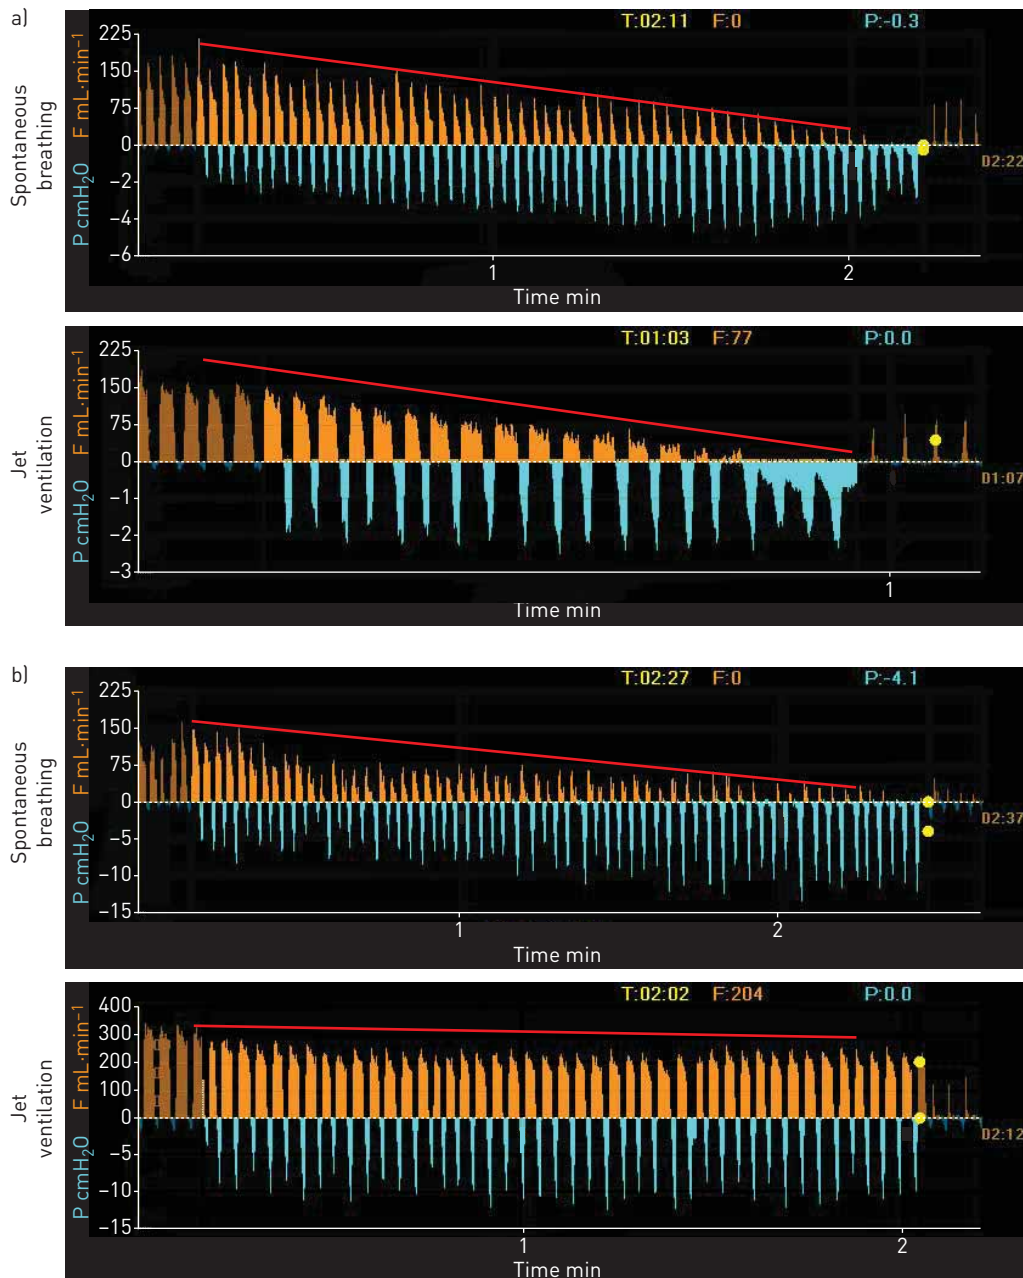 a)
T:02:11 F:0 P:-0.3
Spontaneous
breathing
P cmH₂O F mL·min⁻¹
225
150
75
0
−2
−4
−6
D2:22
1 2
Time min
T:01:03 F:77 P:0.0
Jet
ventilation
P cmH₂O F mL·min⁻¹
225
150
75
0
−1
−2
−3
D1:07
1
Time min
b)
T:02:27 F:0 P:-4.1
Spontaneous
breathing
P cmH₂O F mL·min⁻¹
225
150
75
0
−5
−10
−15
D2:37
1 2
Time min
T:02:02 F:204 P:0.0
Jet
ventilation
P cmH₂O F mL·min⁻¹
400
300
200
100
0
−5
−10
−15
D2:12
1 2
Time min